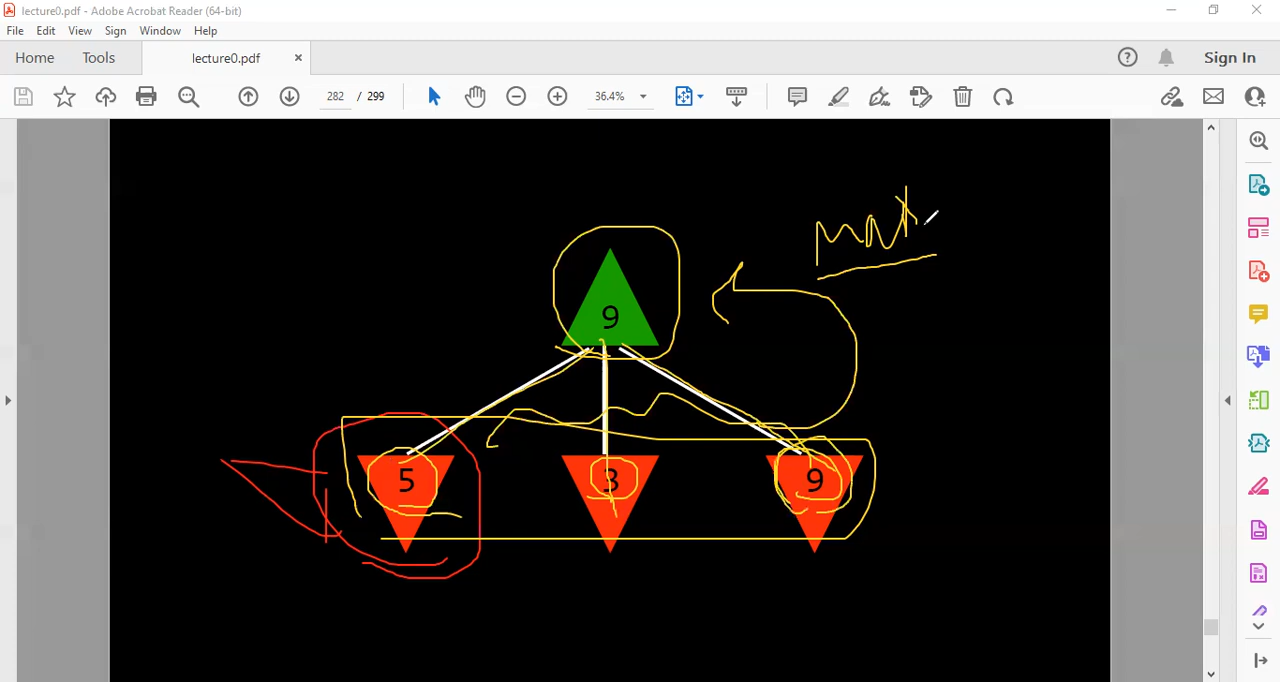 lecture0.pdf - Adobe Acrobat Reader (64-bit)
File Edit View Sign Window Help
Home Tools lecture0.pdf × Sign In
282 / 299 36.4%
9
5 3 9